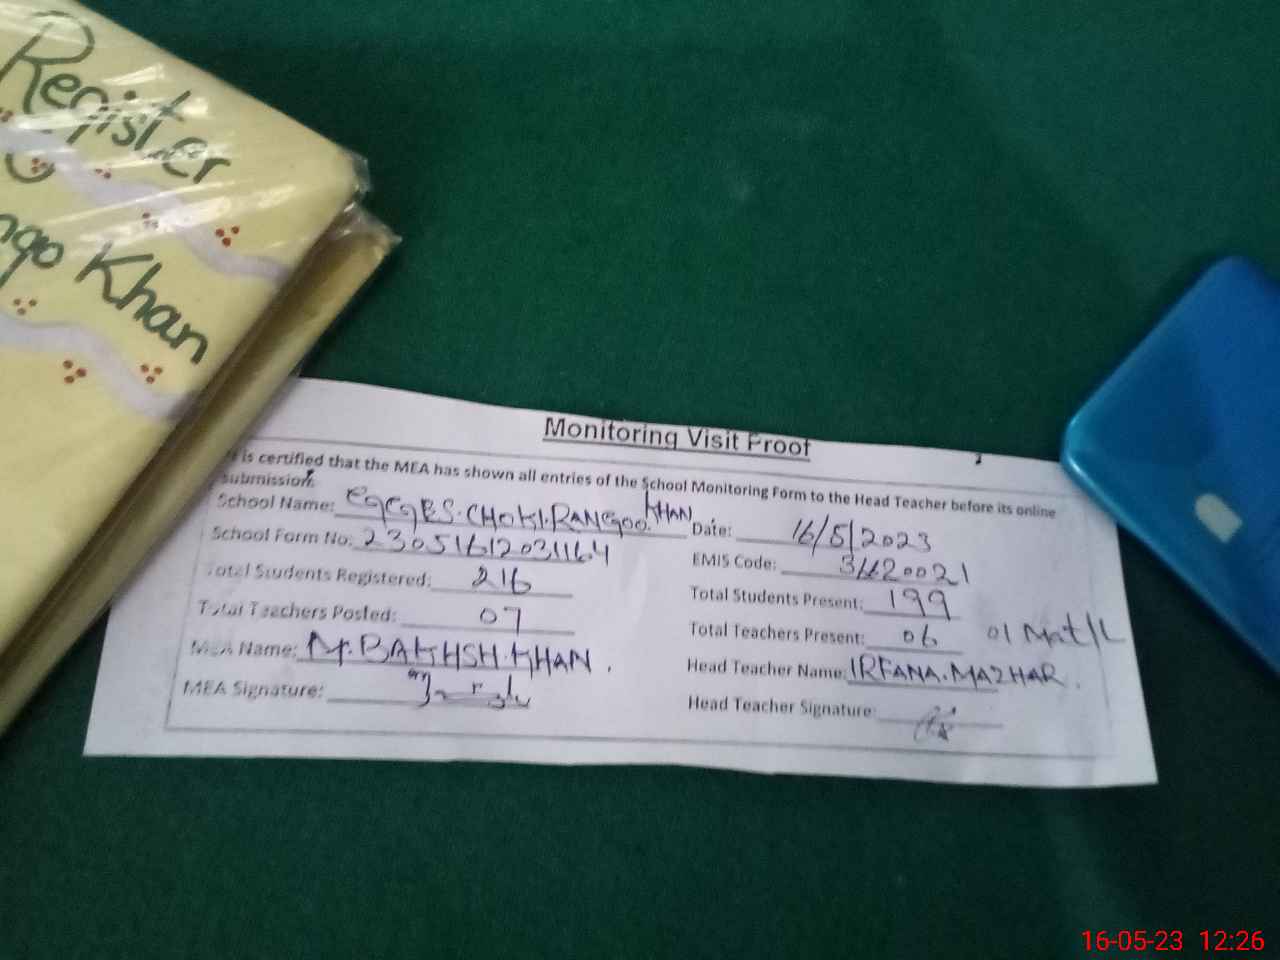 Register
Khan
Monitoring Visit Proof
is certified that the MEA has shown all entries of the School Monitoring Form to the Head Teacher before its online
submission.
School Name: CHOKI.RANGOO. KHAN Date: 16/5/2023
School Form No: 23051612031164 EMIS Code:
Total Students Registered: 216 Total Students Present: 199
Total Teachers Posted: 07 Total Teachers Present: 06 01 Mat/L
MEA Name: M.BAKHSH.KHAN. Head Teacher Name: IRFANA.MAZHAR.
MEA Signature: Head Teacher Signature:
16-05-23 12:26